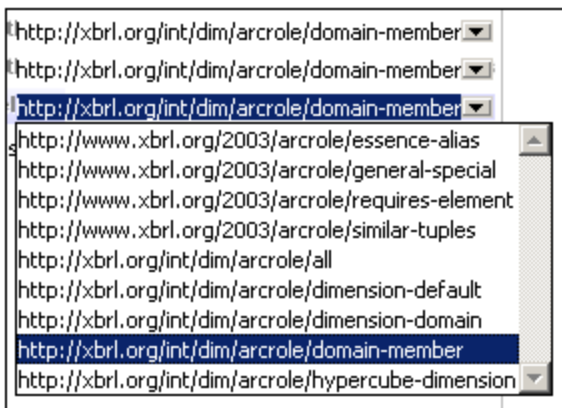 http://xbrl.org/int/dim/arcrole/domain-member
http://xbrl.org/int/dim/arcrole/domain-member
http://xbrl.org/int/dim/arcrole/domain-member
http://www.xbrl.org/2003/arcrole/essence-alias
http://www.xbrl.org/2003/arcrole/general-special
http://www.xbrl.org/2003/arcrole/requires-element
http://www.xbrl.org/2003/arcrole/similar-tuples
http://xbrl.org/int/dim/arcrole/all
http://xbrl.org/int/dim/arcrole/dimension-default
http://xbrl.org/int/dim/arcrole/dimension-domain
http://xbrl.org/int/dim/arcrole/domain-member
http://xbrl.org/int/dim/arcrole/hypercube-dimension